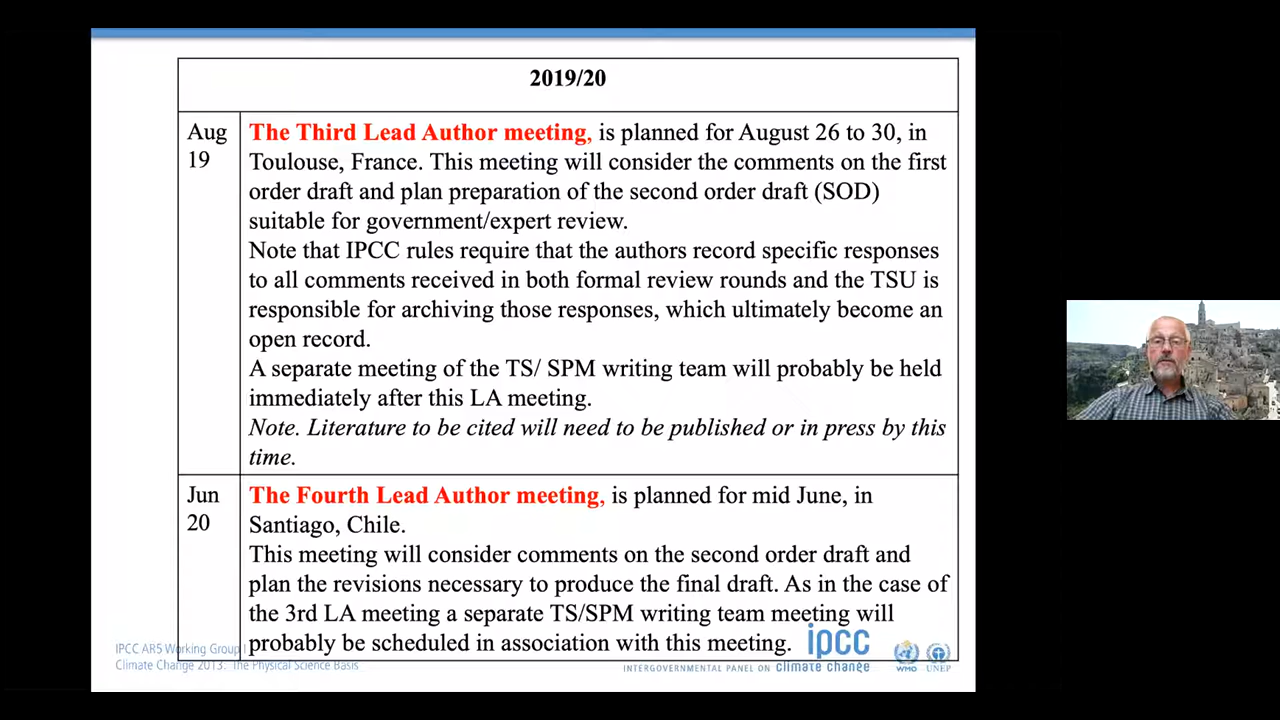 2019/20
Aug
19
The Third Lead Author meeting, is planned for August 26 to 30, in
Toulouse, France. This meeting will consider the comments on the first
order draft and plan preparation of the second order draft (SOD)
suitable for government/expert review.
Note that IPCC rules require that the authors record specific responses
to all comments received in both formal review rounds and the TSU is
responsible for archiving those responses, which ultimately become an
open record.
A separate meeting of the TS/ SPM writing team will probably be held
immediately after this LA meeting.
Note. Literature to be cited will need to be published or in press by this
time.
Jun
20
The Fourth Lead Author meeting, is planned for mid June, in
Santiago, Chile.
This meeting will consider comments on the second order draft and
plan the revisions necessary to produce the final draft. As in the case of
the 3rd LA meeting a separate TS/SPM writing team meeting will
probably be scheduled in association with this meeting.
IPCC AR5 Working Group I
Climate Change 2013: The Physical Science Basis
ipcc
INTERGOVERNMENTAL PANEL ON climate change
WMO
UNEP